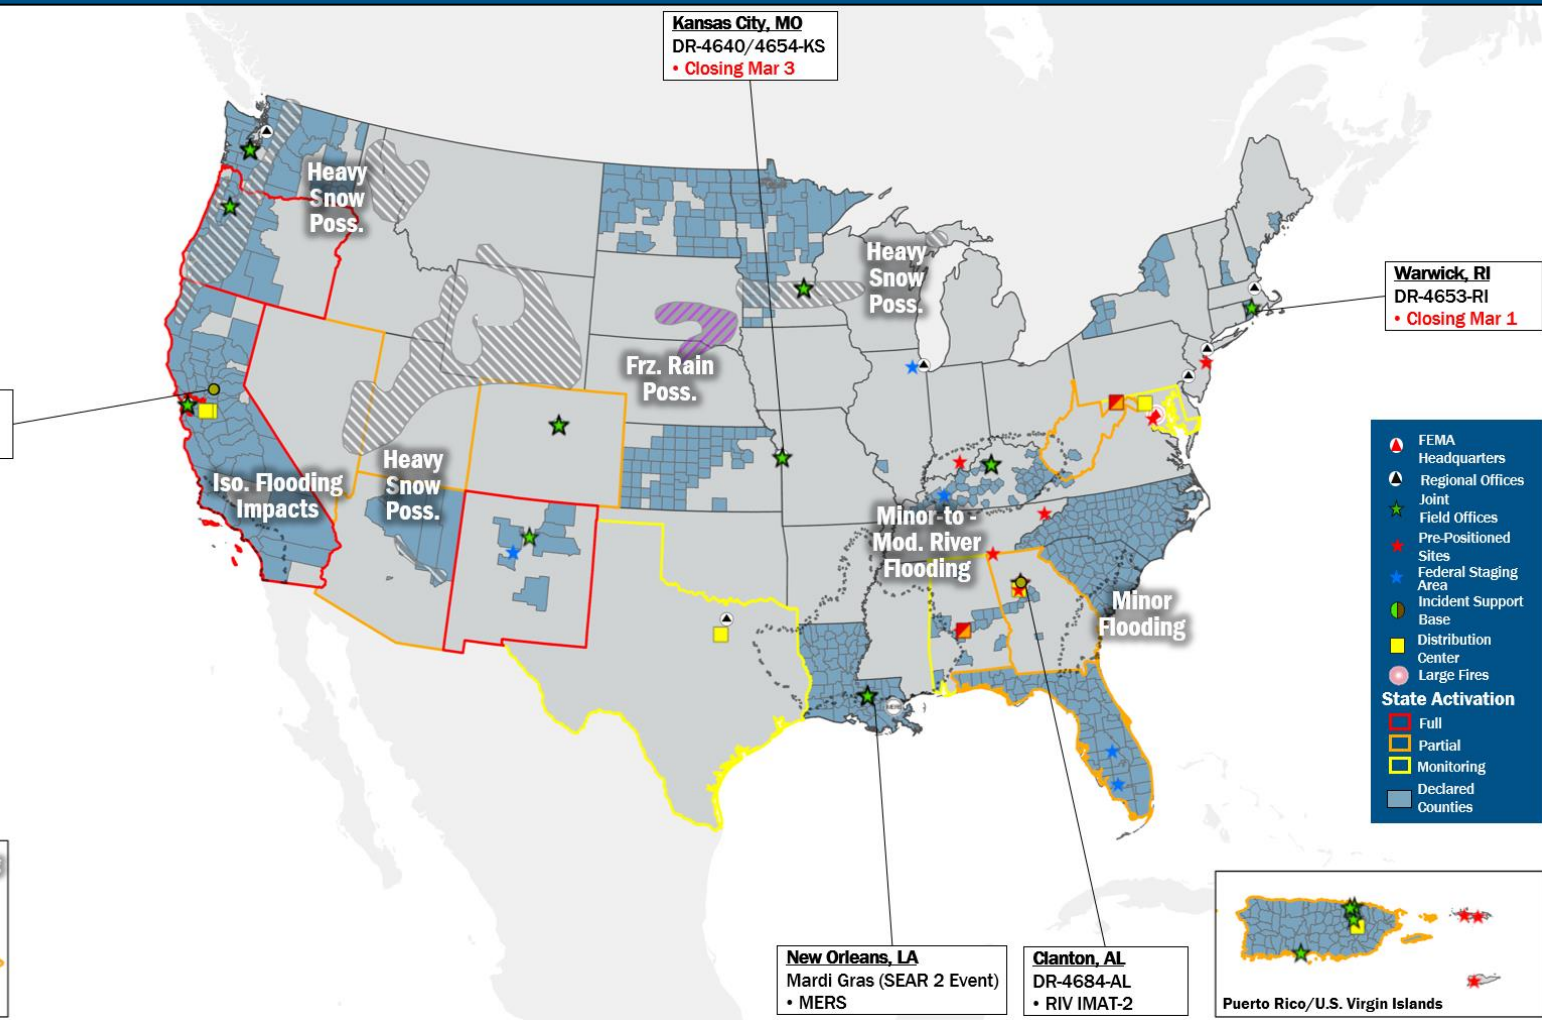 Kansas City, MO
DR-4640/4654-KS
• Closing Mar 3
Heavy
Snow
Poss.
Heavy
Snow
Poss.
Warwick, RI
DR-4653-RI
• Closing Mar 1
Frz. Rain
Poss.
Iso. Flooding
Impacts
Heavy
Snow
Poss.
Minor-to -
Mod. River
Flooding
Minor
Flooding
FEMA
Headquarters
Regional Offices
Joint
Field Offices
Pre-Positioned
Sites
Federal Staging
Area
Incident Support
Base
Distribution
Center
Large Fires
State Activation
Full
Partial
Monitoring
Declared
Counties
MERS
New Orleans, LA
Mardi Gras (SEAR 2 Event)
• MERS
Clanton, AL
DR-4684-AL
• RIV IMAT-2
Puerto Rico/U.S. Virgin Islands